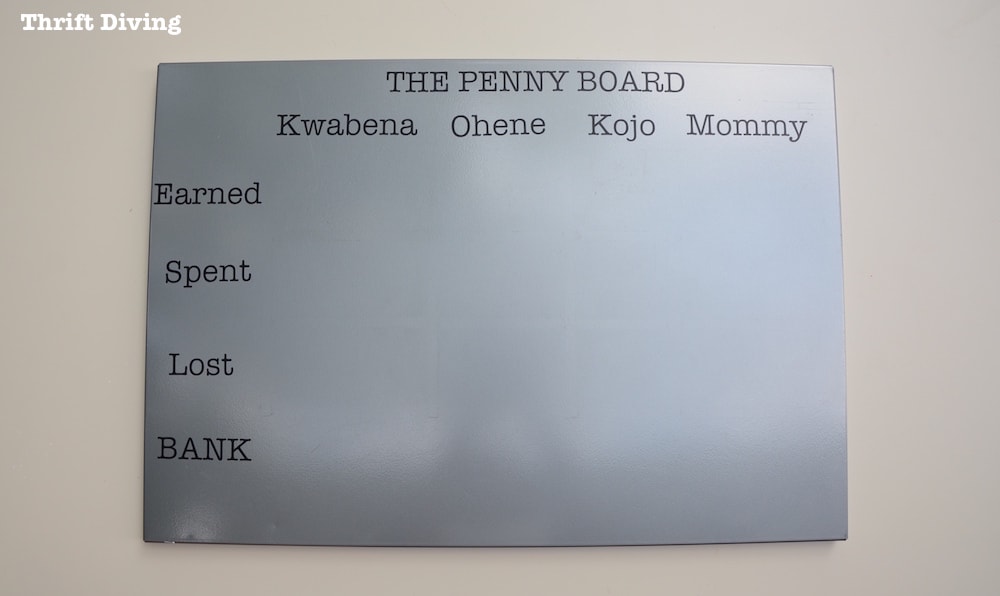 Thrift Diving
THE PENNY BOARD
Kwabena Ohene Kojo Mommy
Earned
Spent
Lost
BANK